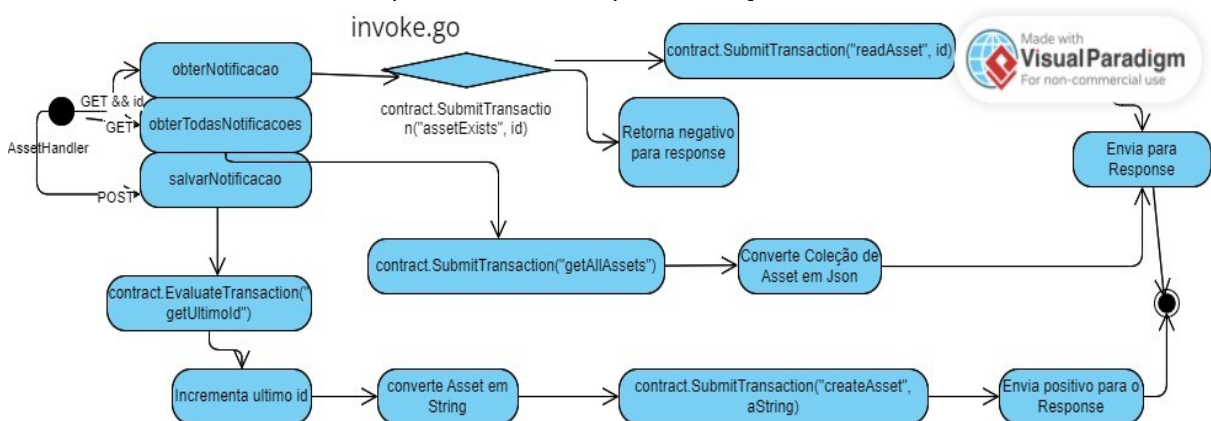 invoke.go
Made with
Visual Paradigm
For non-commercial use
obterNotificacao
contract.SubmitTransaction("readAsset", id)
GET && id
GET
obterTodasNotificacoes
contract.SubmitTransactio
n("assetExists", id)
Retorna negativo
para response
Envia para
Response
AssetHandler
salvarNotificacao
POST
contract.SubmitTransaction("getAllAssets")
Converte Coleção de
Asset em Json
contract.EvaluateTransaction("
getUltimoId")
Incrementa ultimo id
converte Asset em
String
contract.SubmitTransaction("createAsset",
aString)
Envia positivo para o
Response